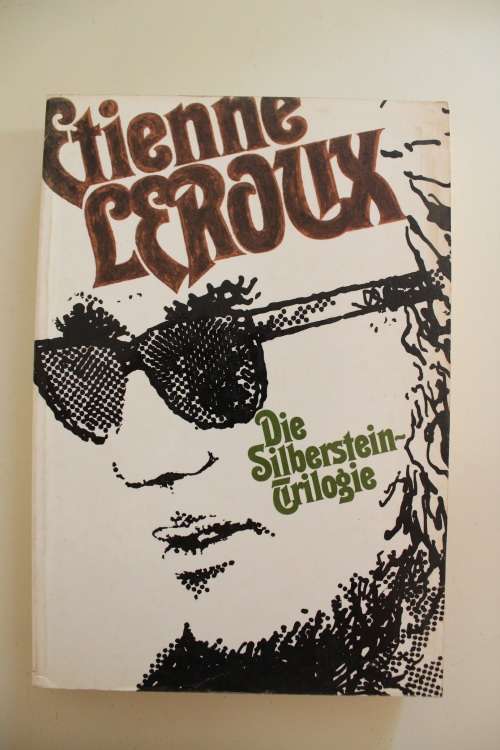 Etienne
LEROUX
Die
Silberstein-
Trilogie